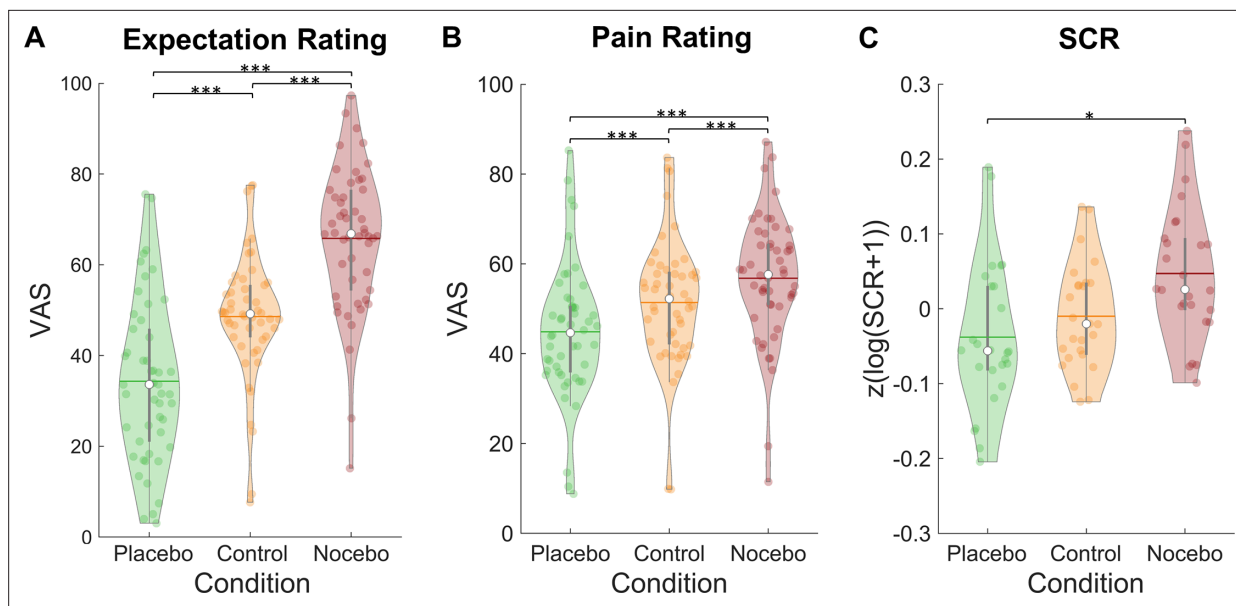 A Expectation Rating
***
*** ***
100
80
60
40
20
0
VAS
Placebo Control Nocebo
Condition
B Pain Rating
***
*** ***
100
80
60
40
20
0
VAS
Placebo Control Nocebo
Condition
C SCR
*
0.3
0.2
0.1
0
-0.1
-0.2
-0.3
z(log(SCR+1))
Placebo Control Nocebo
Condition